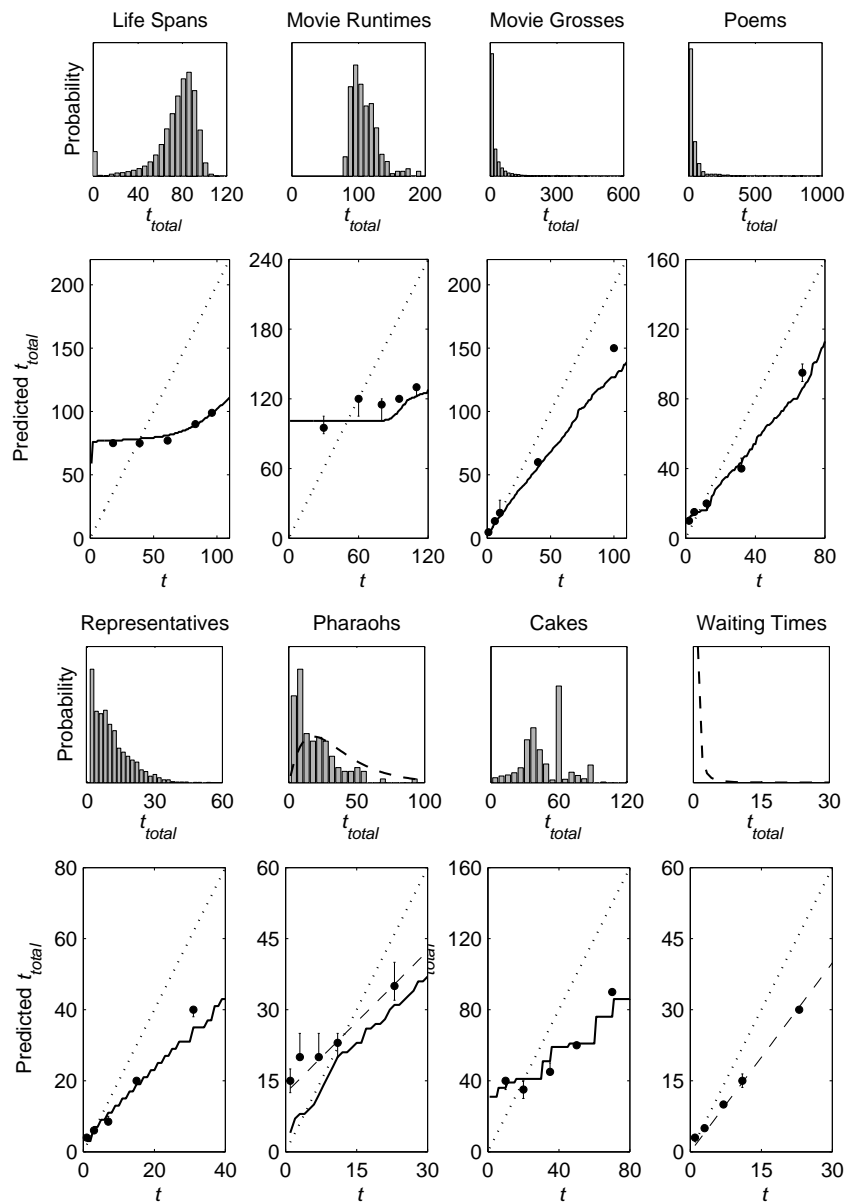 Life Spans Movie Runtimes Movie Grosses Poems
Probability
0 40 80 120 0 100 200 0 300 600 0 500 1000
t_total t_total t_total t_total
Predicted t_total
200 240 200 160
150 180 150 120
100 120 100 80
50 60 50 40
0 0 0 0
0 50 100 0 60 120 0 50 100 0 40 80
t t t t
Representatives Pharaohs Cakes Waiting Times
Probability
0 30 60 0 50 100 0 60 120 0 15 30
t_total t_total t_total t_total
Predicted t_total
80 60 160 60
60 45 120 45
40 30 80 30
20 15 40 15
0 0 0 0
total
0 20 40 0 15 30 0 40 80 0 15 30
t t t t